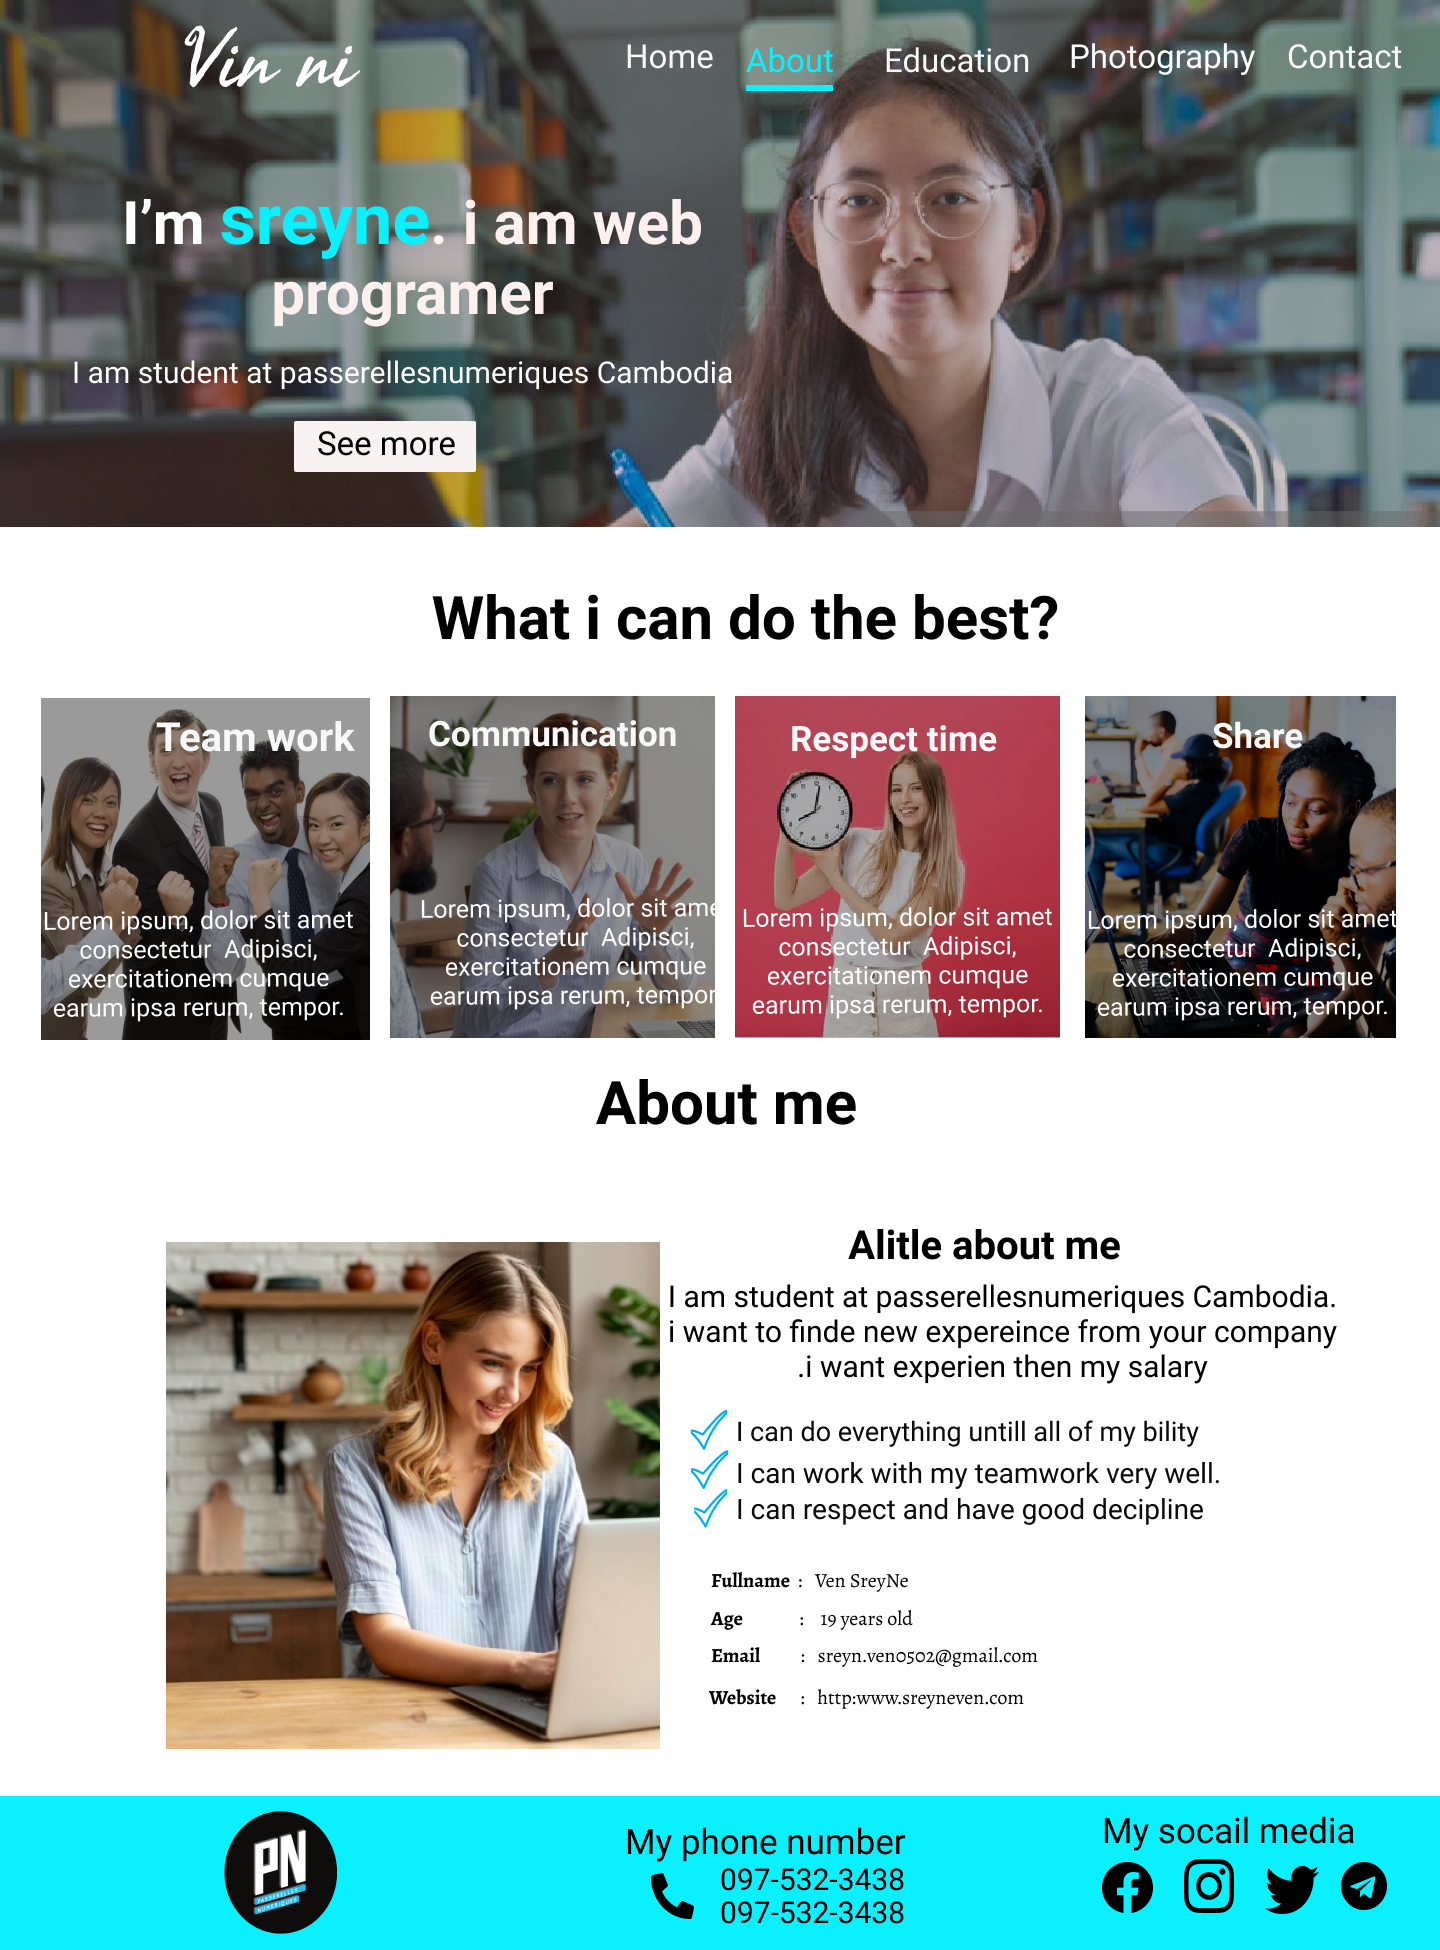 Vin ni
Home About Education Photography Contact
I’m sreyne. i am web
programer
I am student at passerellesnumeriques Cambodia
See more
What i can do the best?
Team work
Lorem ipsum, dolor sit amet
consectetur Adipisci,
exercitationem cumque
earum ipsa rerum, tempor.
Communication
Lorem ipsum, dolor sit ame
consectetur Adipisci,
exercitationem cumque
earum ipsa rerum, tempor
Respect time
Lorem ipsum, dolor sit amet
consectetur Adipisci,
exercitationem cumque
earum ipsa rerum, tempor.
Share
Lorem ipsum, dolor sit amet
consectetur Adipisci,
exercitationem cumque
earum ipsa rerum, tempor.
About me
Alitle about me
I am student at passerellesnumeriques Cambodia.
i want to finde new expereince from your company
.i want experien then my salary
I can do everything untill all of my bility
I can work with my teamwork very well.
I can respect and have good decipline
Fullname : Ven SreyNe
Age : 19 years old
Email : sreyn.ven0502@gmail.com
Website : http:www.sreyneven.com
PN
PASSERELLES
NUMERIQUES
My phone number
097-532-3438
097-532-3438
My socail media